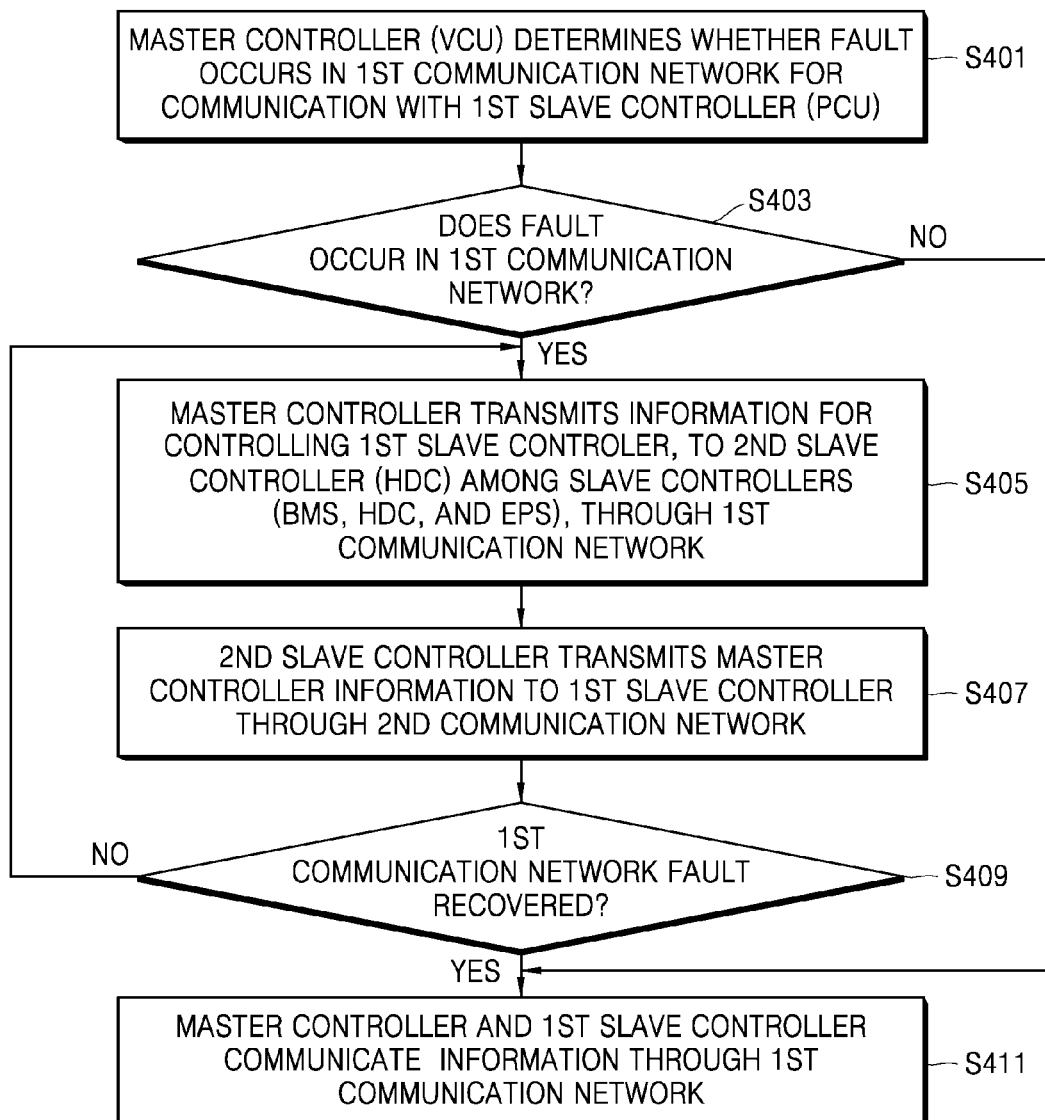 MASTER CONTROLLER (VCU) DETERMINES WHETHER FAULT
OCCURS IN 1ST COMMUNICATION NETWORK FOR
COMMUNICATION WITH 1ST SLAVE CONTROLLER (PCU)
S401
DOES FAULT
OCCUR IN 1ST COMMUNICATION
NETWORK?
S403
NO
YES
MASTER CONTROLLER TRANSMITS INFORMATION FOR
CONTROLLING 1ST SLAVE CONTROLER, TO 2ND SLAVE
CONTROLLER (HDC) AMONG SLAVE CONTROLLERS
(BMS, HDC, AND EPS), THROUGH 1ST
COMMUNICATION NETWORK
S405
2ND SLAVE CONTROLLER TRANSMITS MASTER
CONTROLLER INFORMATION TO 1ST SLAVE CONTROLLER
THROUGH 2ND COMMUNICATION NETWORK
S407
NO
1ST
COMMUNICATION NETWORK FAULT
RECOVERED?
S409
YES
MASTER CONTROLLER AND 1ST SLAVE CONTROLLER
COMMUNICATE INFORMATION THROUGH 1ST
COMMUNICATION NETWORK
S411